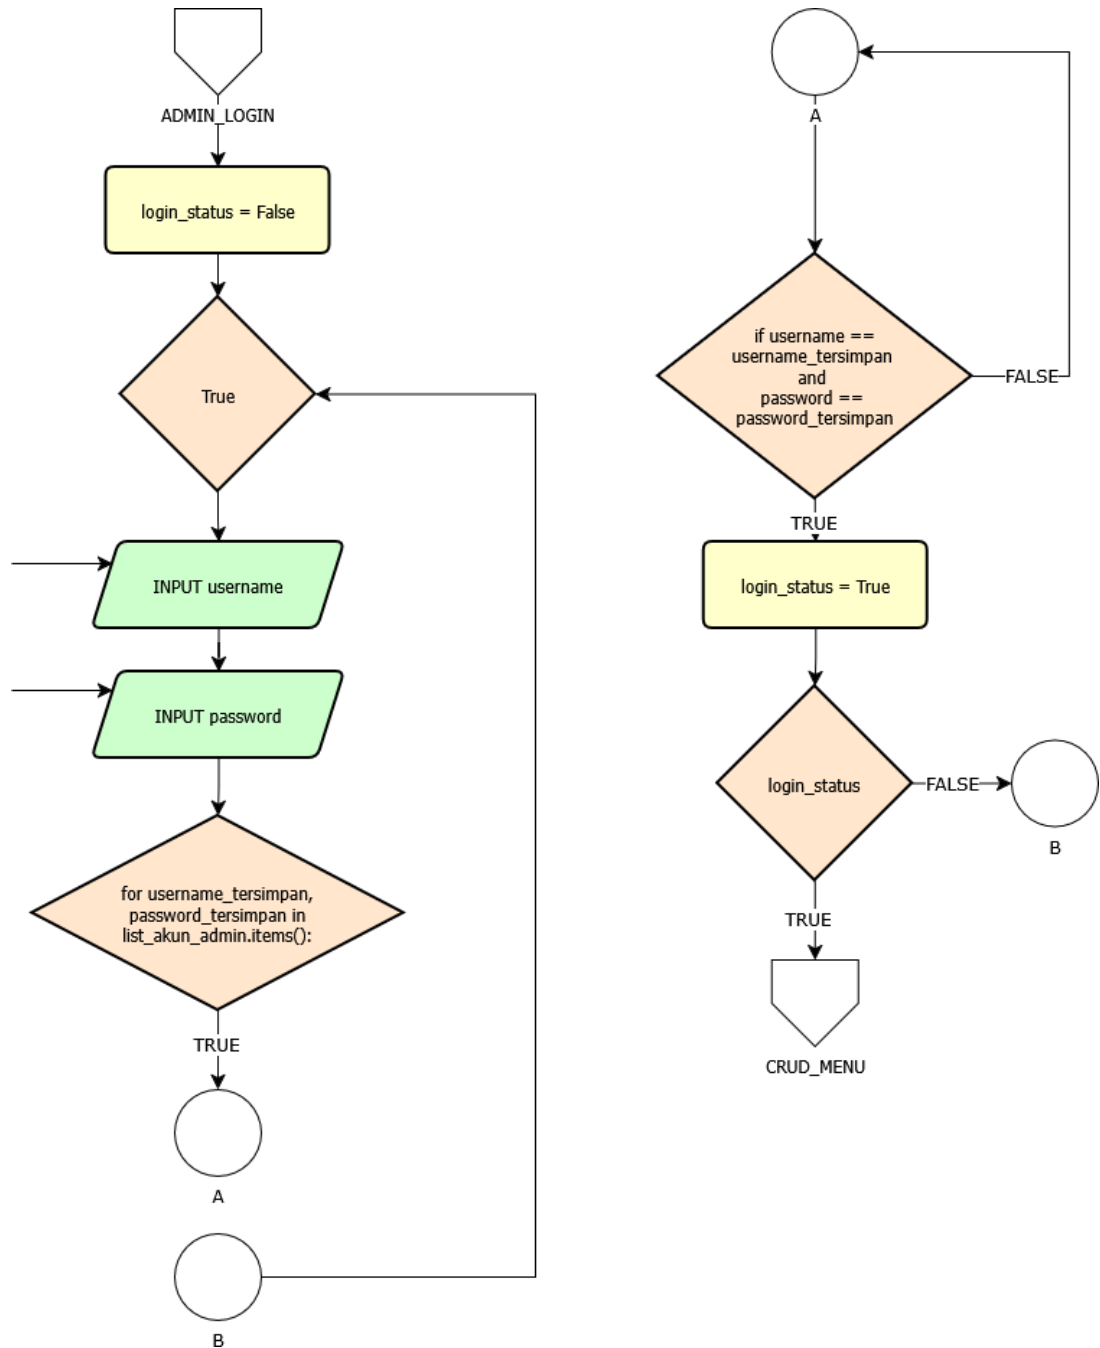 ADMIN_LOGIN
login_status = False
True
INPUT username
INPUT password
for username_tersimpan,
password_tersimpan in
list_akun_admin.items():
TRUE
A
B
A
if username ==
username_tersimpan
and
password ==
password_tersimpan
FALSE
TRUE
login_status = True
login_status
FALSE
B
TRUE
CRUD_MENU